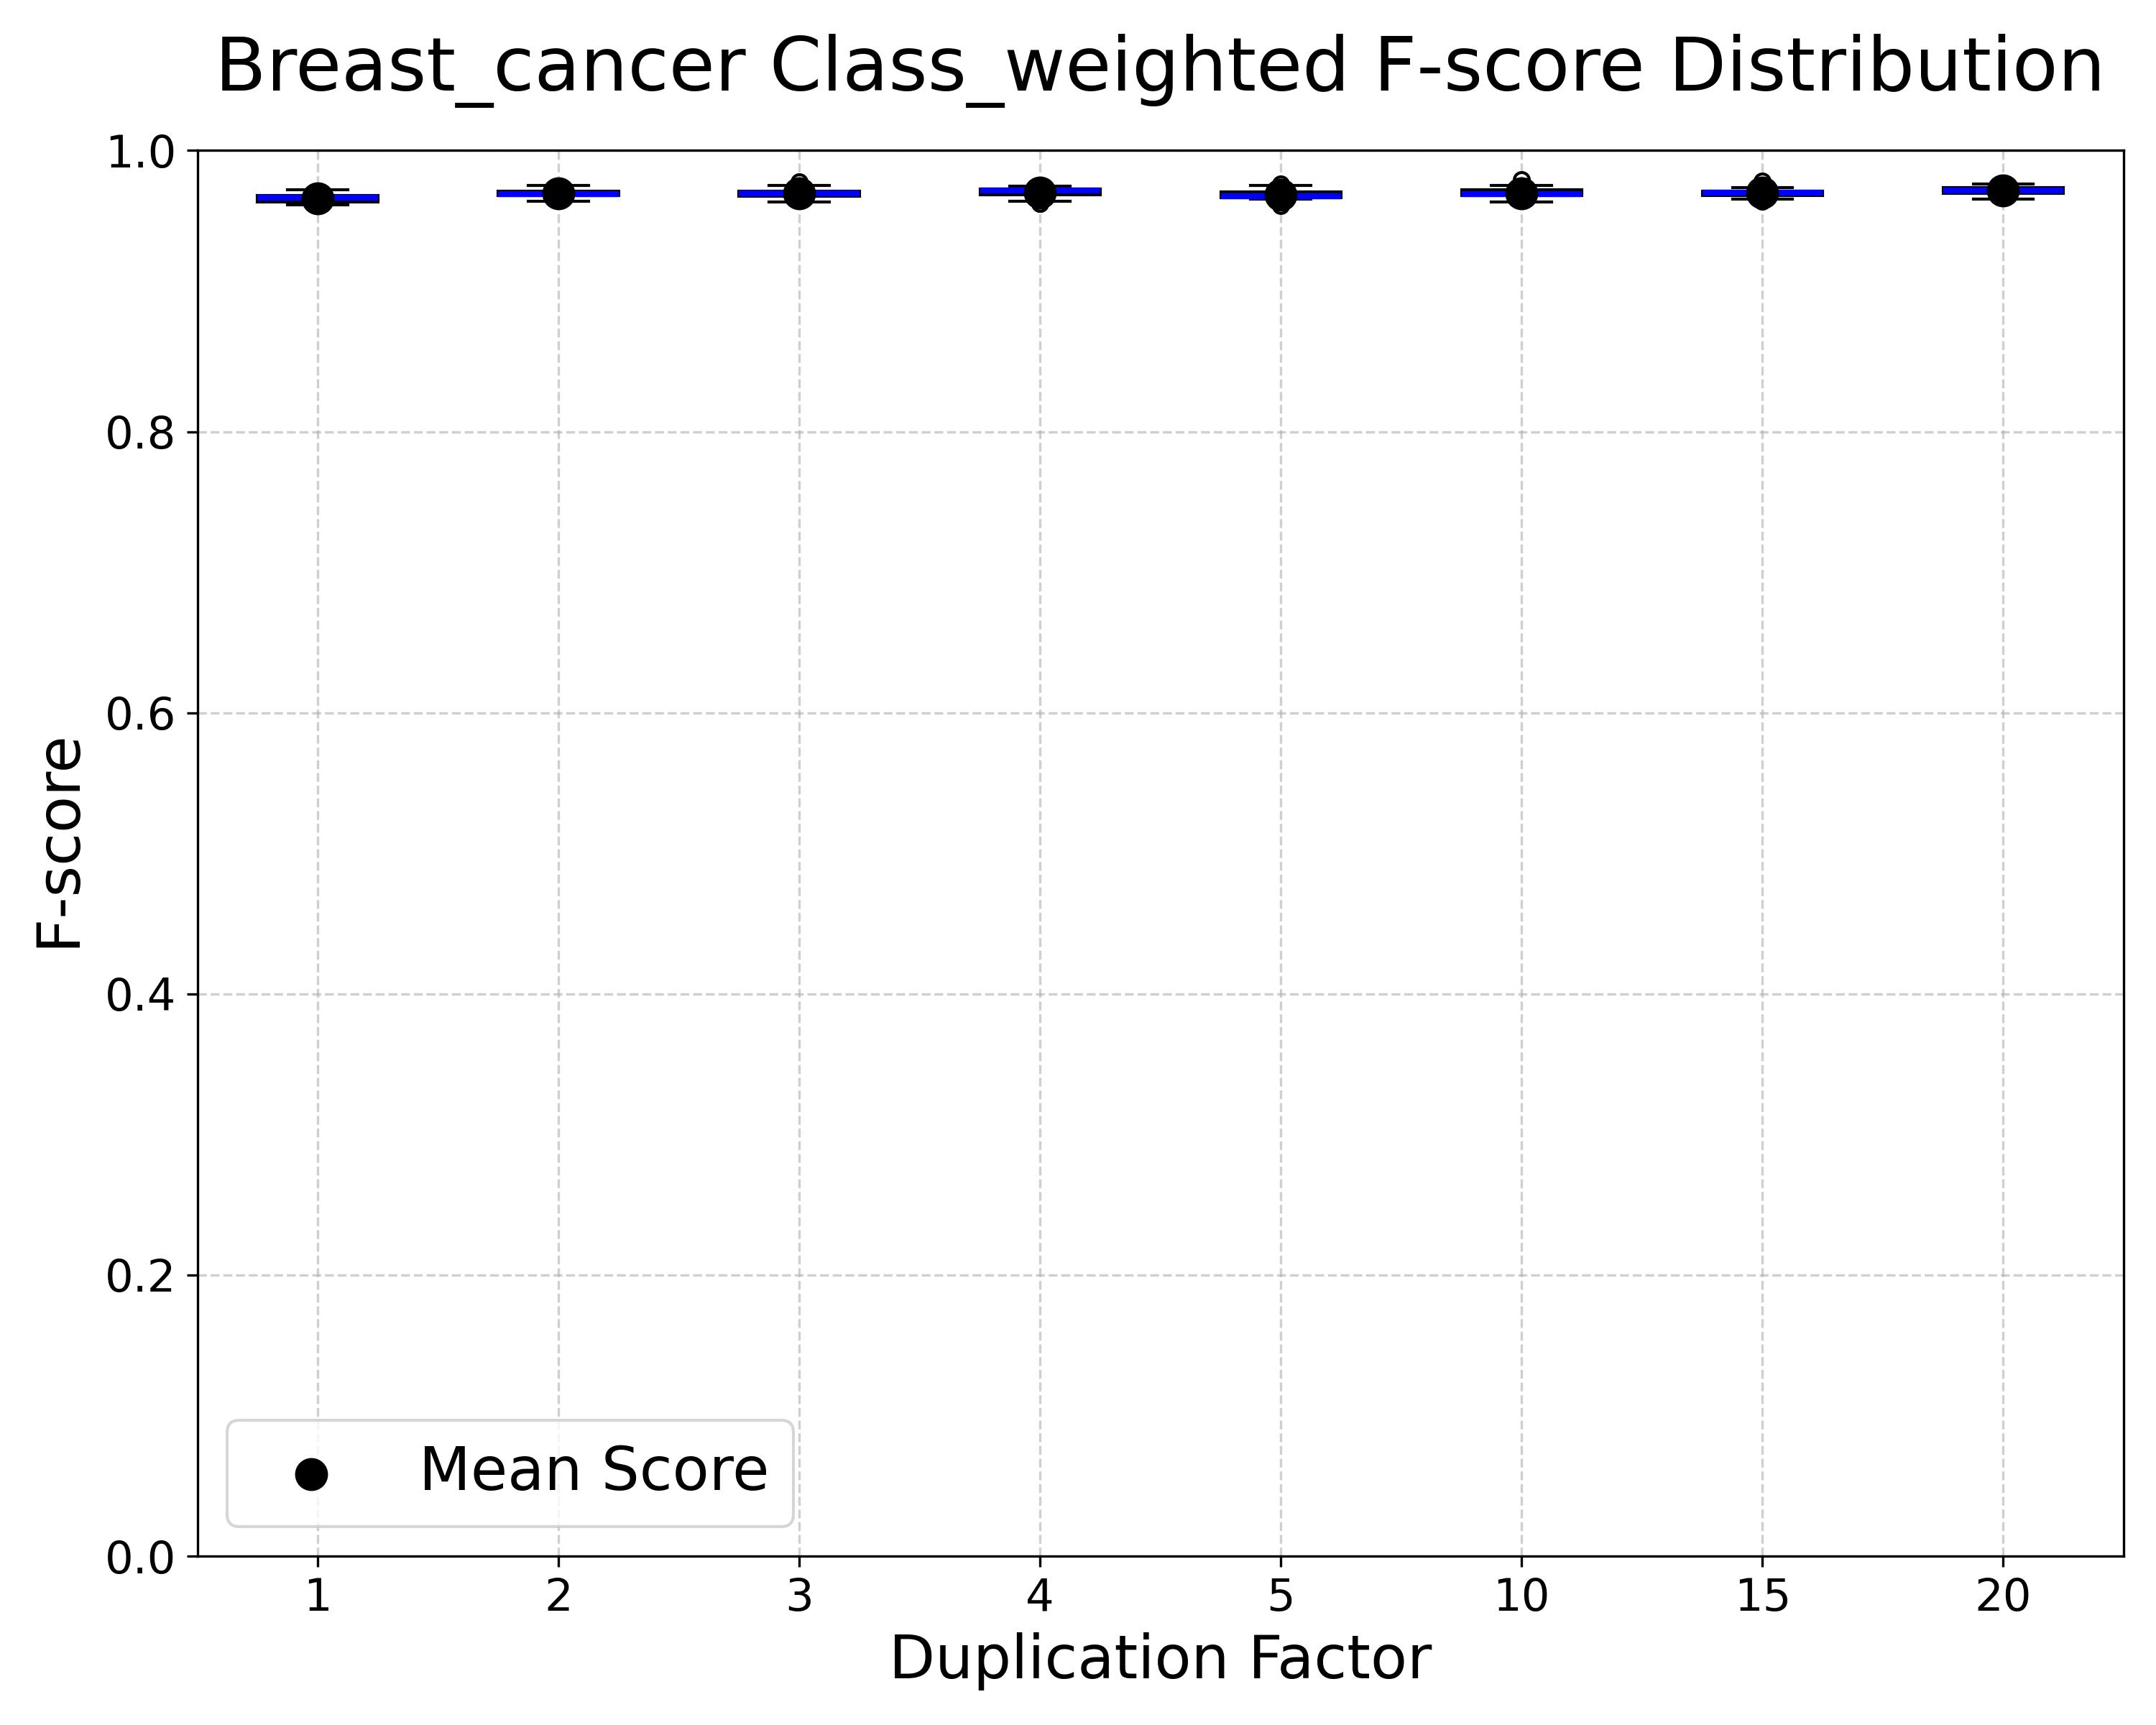 Breast_cancer Class_weighted F-score Distribution
1.0
0.8
0.6
0.4
0.2
0.0
F-score
Mean Score
1 2 3 4 5 10 15 20
Duplication Factor